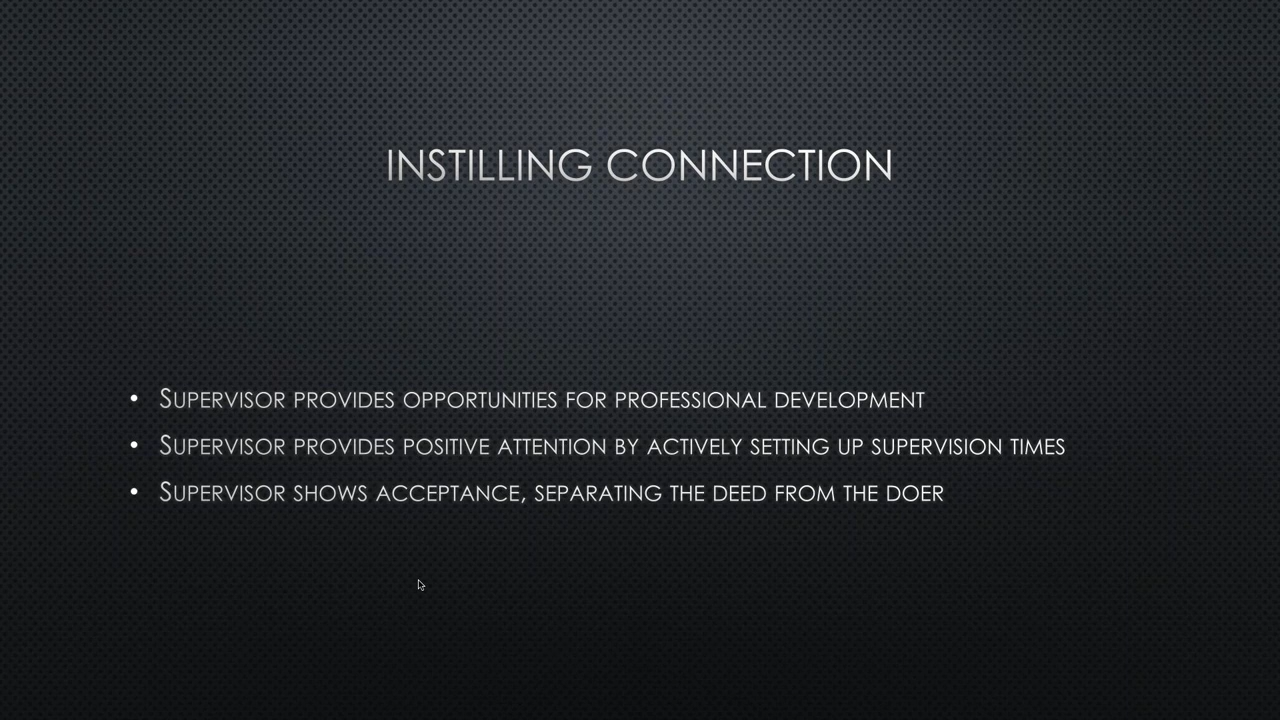 INSTILLING CONNECTION
• Supervisor provides opportunities for professional development
• Supervisor provides positive attention by actively setting up supervision times
• Supervisor shows acceptance, separating the deed from the doer